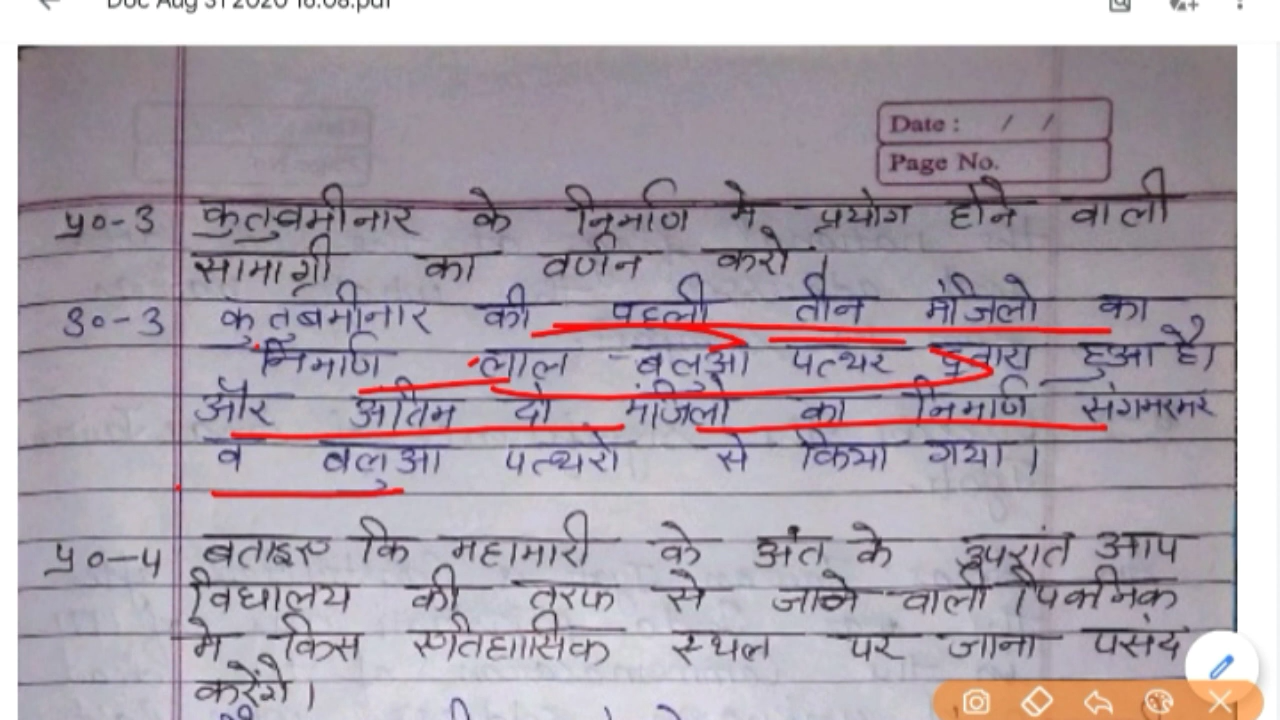 Doc Aug 31 2020 18.08.pdf
Date : / /
Page No.
प्र०-3 कुतुबमीनार के निर्माण मे प्रयोग होने वाली
सामाग्री का वर्णन करो ।
उ०-3 कुतुबमीनार की पहली तीन मंजिलो का
निर्माण लाल बलुआ पत्थर द्वारा हुआ है।
और अंतिम दो मंजिलो का निर्माण संगमरमर
व बलुआ पत्थरो से किया गया ।
प्र०-4 बताइए कि महामारी के अंत के उपरांत आप
विधालय की तरफ से जाने वाली पिकनिक
मे किस ऐतिहासिक स्थल पर जाना पसंद
करेंगे ।